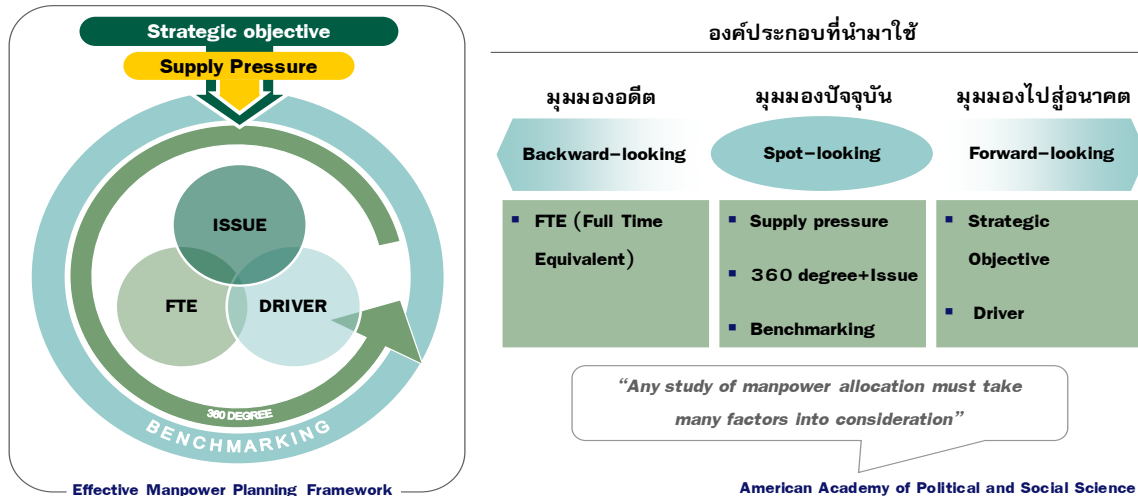 Strategic objective
Supply Pressure
ISSUE
FTE
DRIVER
360 DEGREE
BENCHMARKING
Effective Manpower Planning Framework
องค์ประกอบที่นำมาใช้
มุมมองอดีต
มุมมองปัจจุบัน
มุมมองไปสู่อนาคต
Backward-looking
Spot-looking
Forward-looking
▪ FTE (Full Time
Equivalent)
▪ Supply pressure
▪ 360 degree+Issue
▪ Benchmarking
▪ Strategic
Objective
▪ Driver
“Any study of manpower allocation must take
many factors into consideration”
American Academy of Political and Social Science